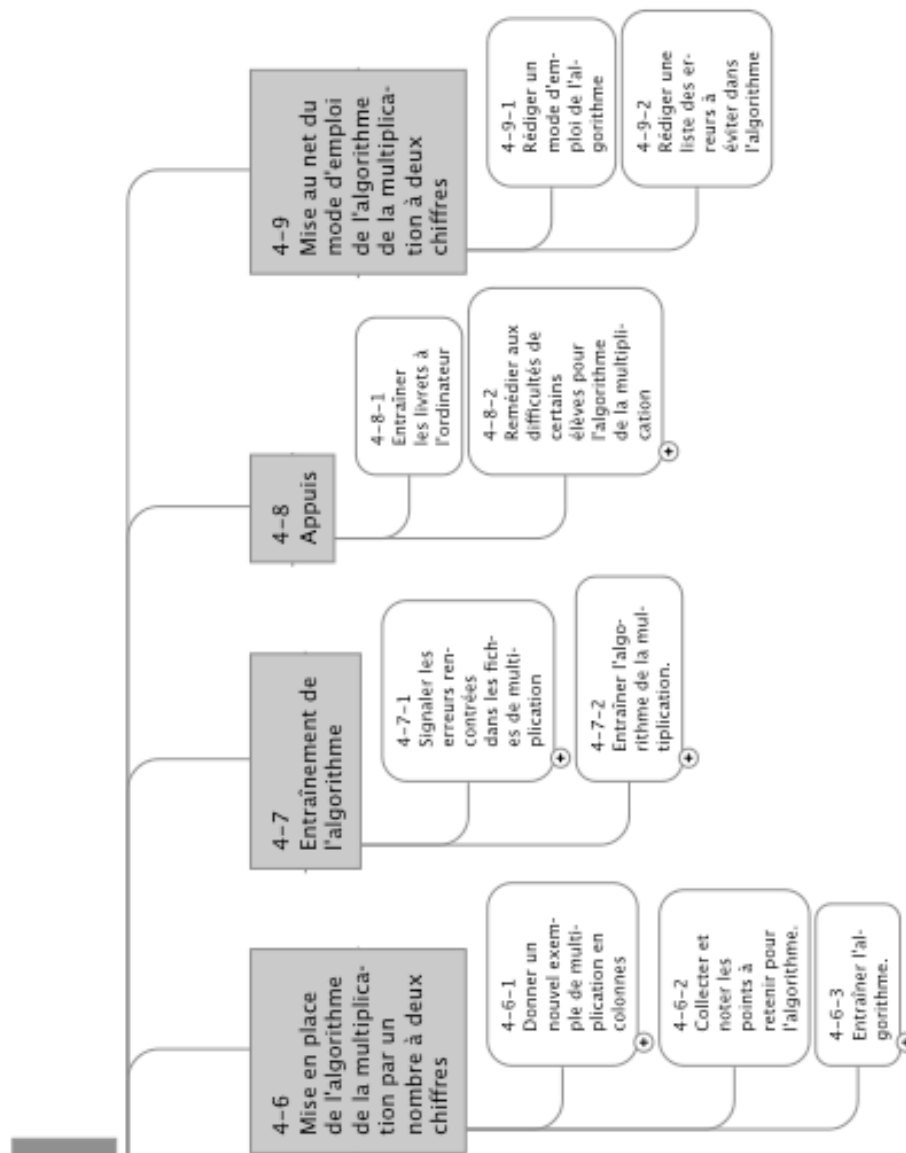 4-6
Mise en place
de l'algorithme
de la multiplica-
tion par un
nombre à deux
chiffres
4-6-1
Donner un
nouvel exem-
ple de multi-
plication en
colonnes
4-6-2
Collecter et
noter les
points à
retenir pour
l'algorithme.
4-6-3
Entraîner l'al-
gorithme.
4-7
Entraînement de
l'algorithme
4-7-1
Signaler les
erreurs ren-
contrées
dans les fich-
es de multi-
plication
4-7-2
Entraîner l'algo-
rithme de la mul-
tiplication.
4-8
Appuis
4-8-1
Entraîner
les livrets à
l'ordinateur
4-8-2
Remédier aux
difficultés de
certains
élèves pour
l'algorithme
de la multipli-
cation
4-9
Mise au net du
mode d'emploi
de l'algorithme
de la multiplica-
tion à deux
chiffres
4-9-1
Rédiger un
mode d'em-
ploi de l'al-
gorithme
4-9-2
Rédiger une
liste des er-
reurs à
éviter dans
l'algorithme